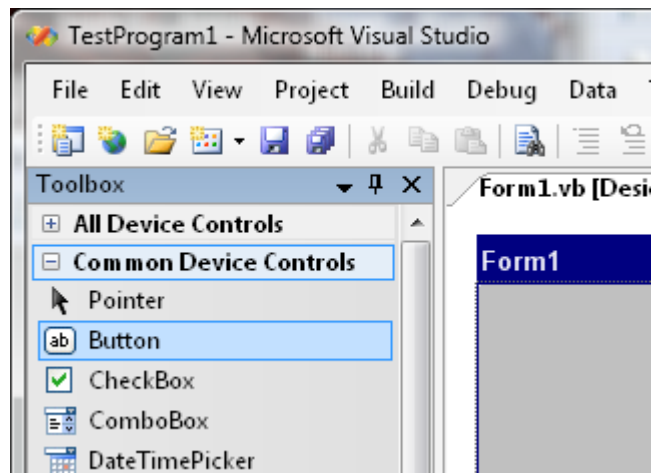 TestProgram1 - Microsoft Visual Studio
File Edit View Project Build Debug Data
Toolbox
Form1.vb [Desi
All Device Controls
Common Device Controls
Form1
Pointer
ab Button
CheckBox
ComboBox
DateTimePicker